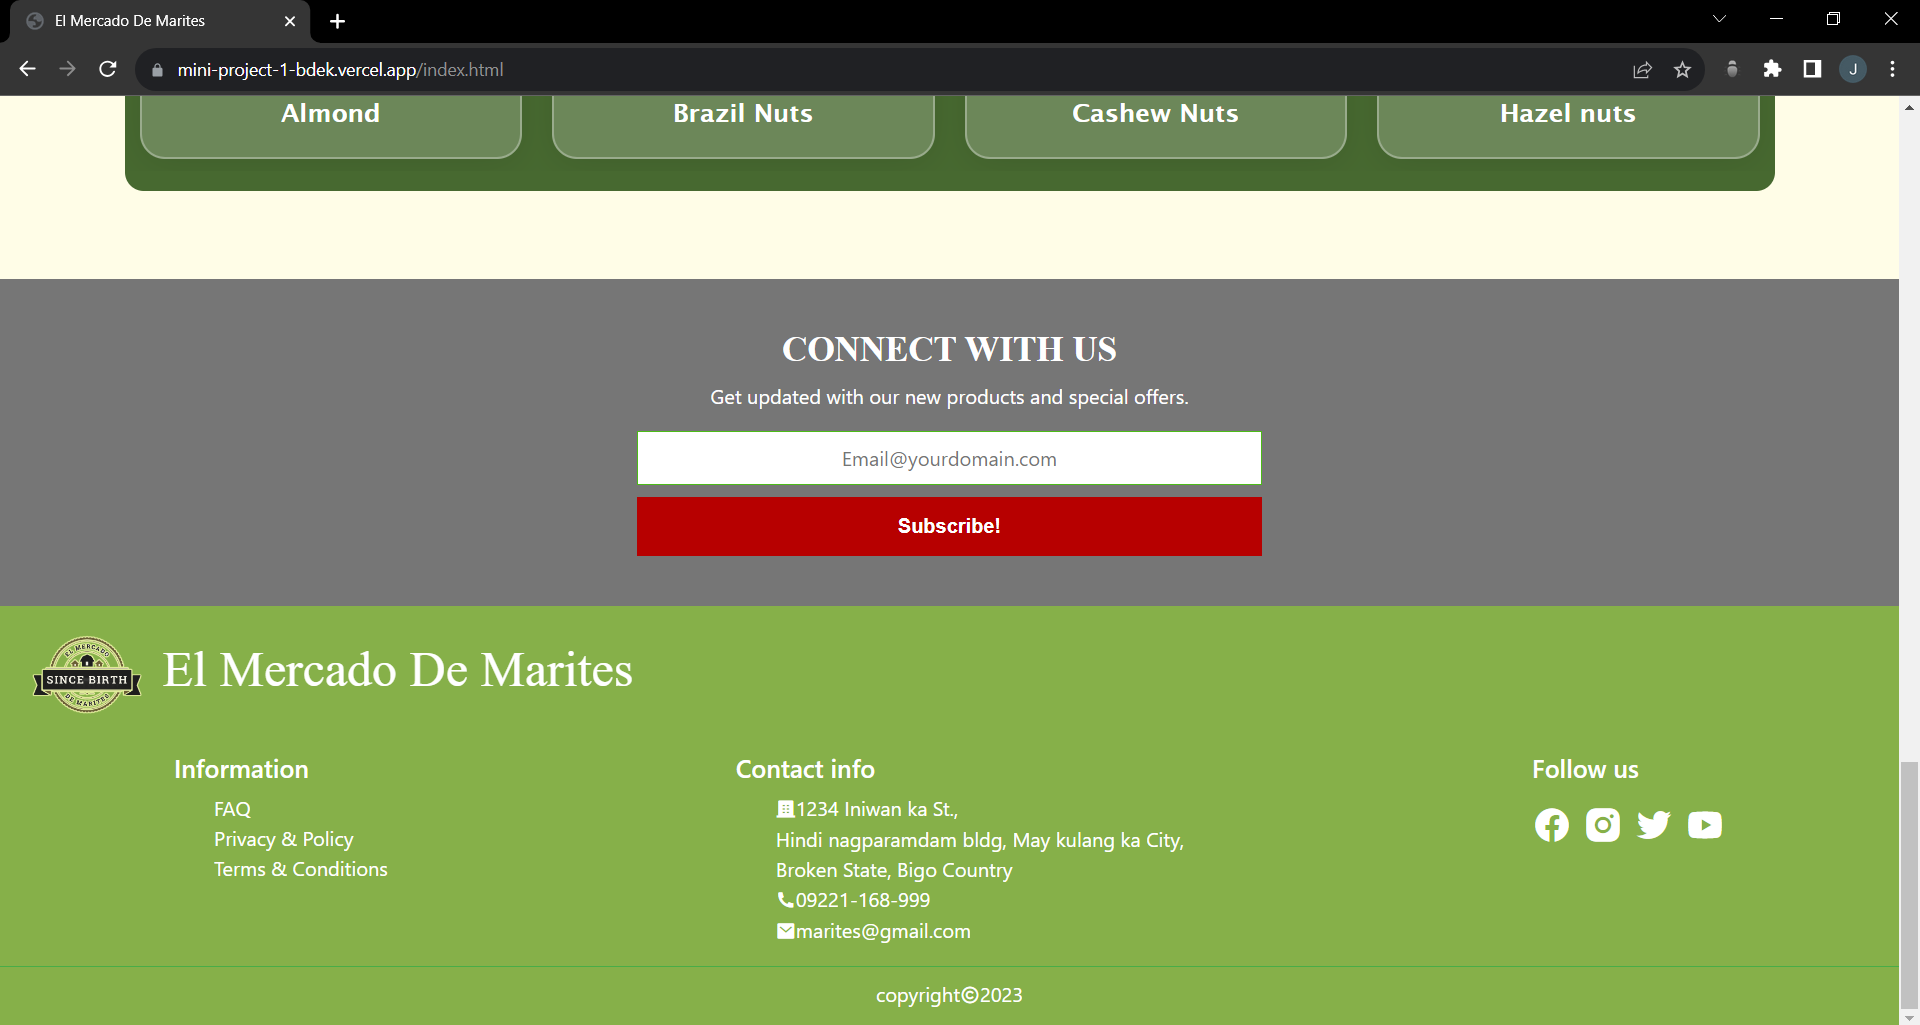 El Mercado De Marites
mini-project-1-bdek.vercel.app/index.html
J
Almond Brazil Nuts Cashew Nuts Hazel nuts
CONNECT WITH US
Get updated with our new products and special offers.
Email@yourdomain.com
Subscribe!
EL MERCADO
SINCE BIRTH
DE MARITES
El Mercado De Marites
Information
FAQ
Privacy & Policy
Terms & Conditions
Contact info
1234 Iniwan ka St.,
Hindi nagparamdam bldg, May kulang ka City,
Broken State, Bigo Country
09221-168-999
marites@gmail.com
Follow us
copyright©2023